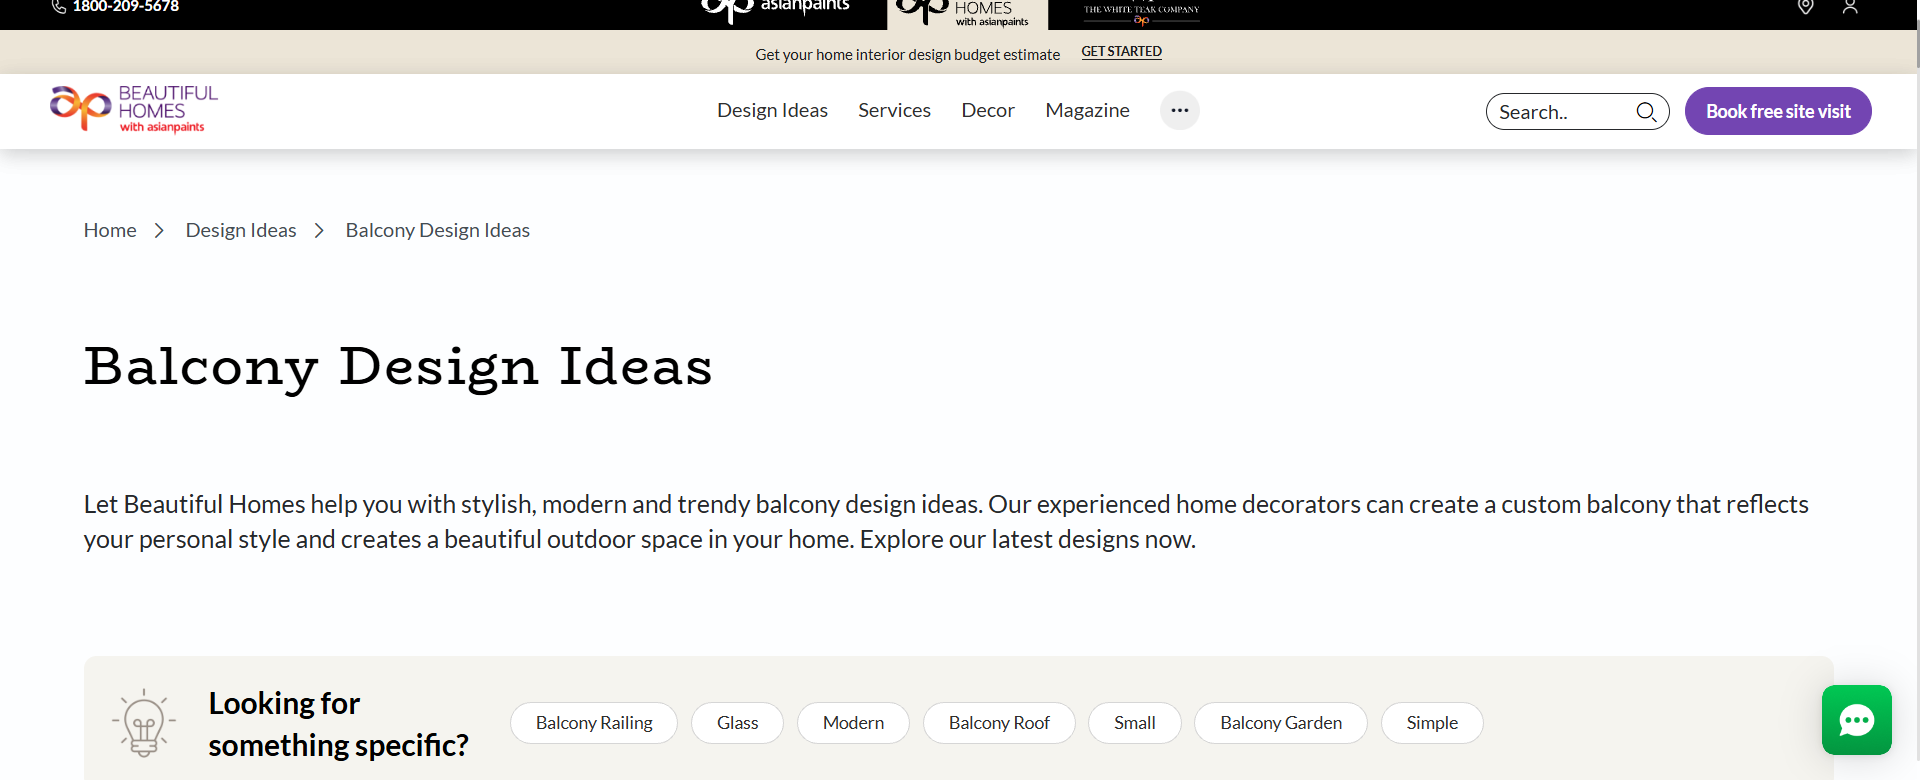 1800-209-5678
asianpaints
HOMES
with asianpaints
THE WHITE TEAK COMPANY
Get your home interior design budget estimate GET STARTED
BEAUTIFUL
HOMES
with asianpaints
Design Ideas Services Decor Magazine ...
Search..
Book free site visit
Home > Design Ideas > Balcony Design Ideas
Balcony Design Ideas
Let Beautiful Homes help you with stylish, modern and trendy balcony design ideas. Our experienced home decorators can create a custom balcony that reflects
your personal style and creates a beautiful outdoor space in your home. Explore our latest designs now.
Looking for
something specific?
Balcony Railing Glass Modern Balcony Roof Small Balcony Garden Simple